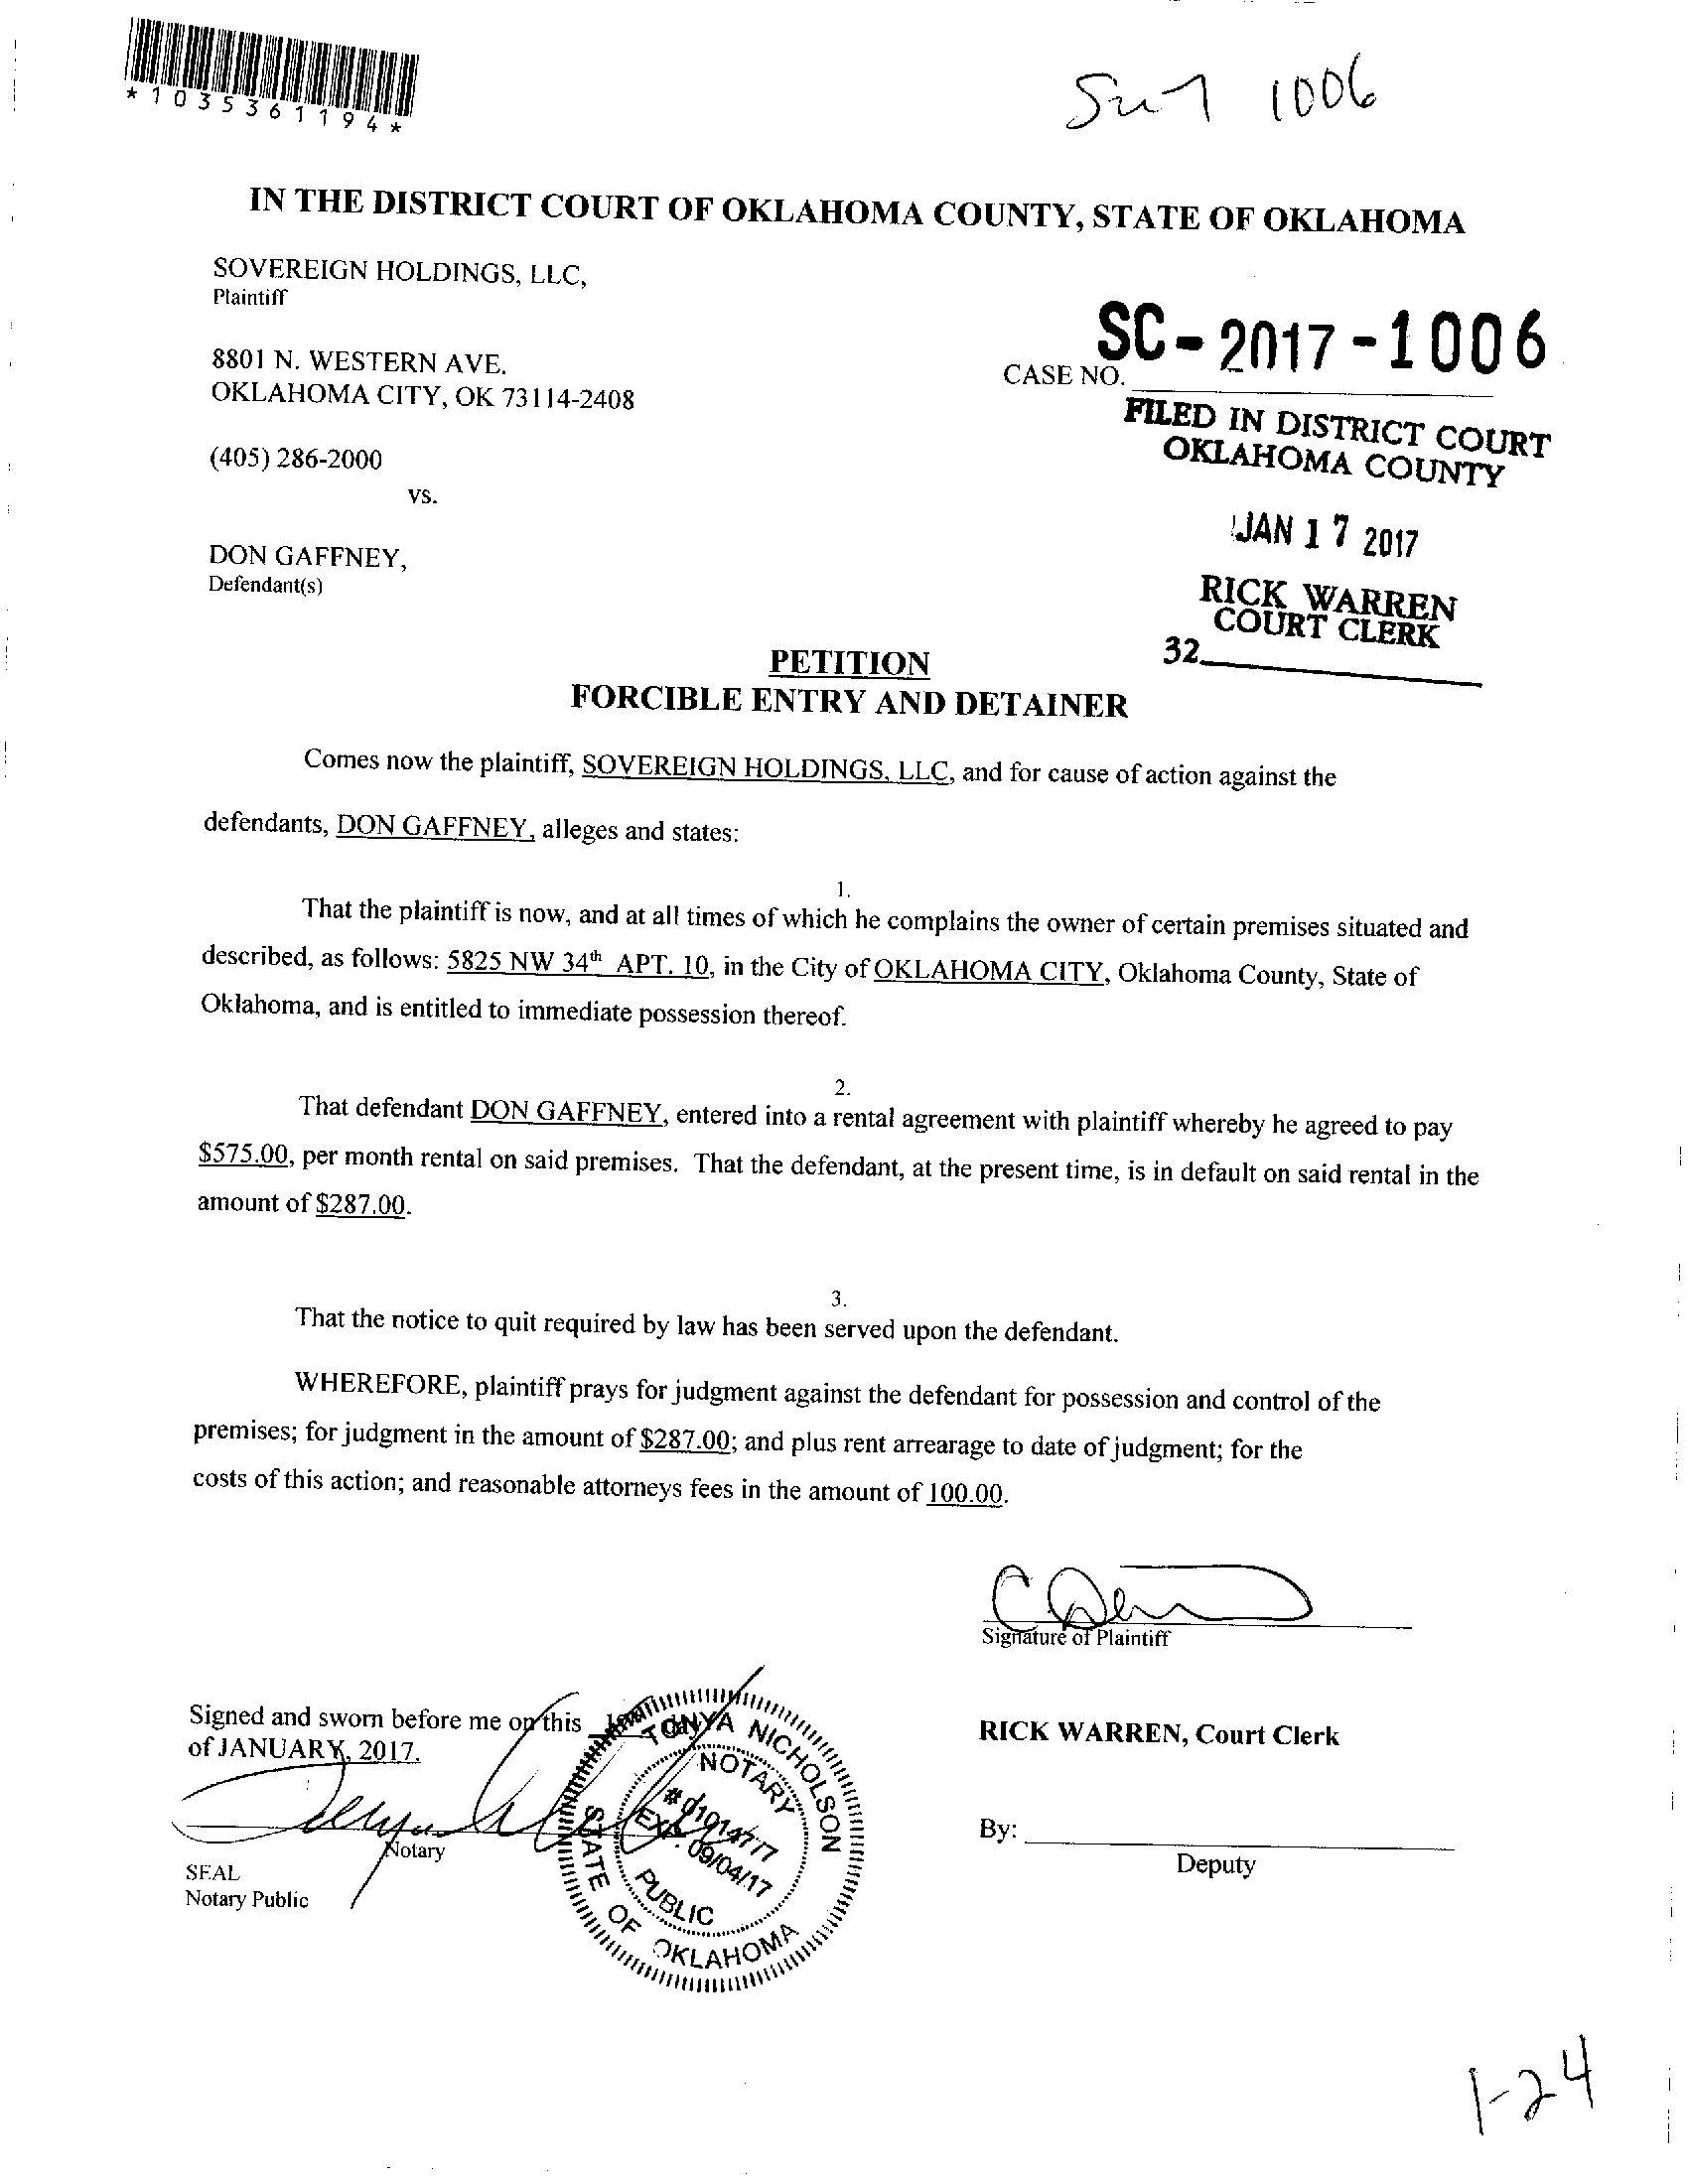 *1035361194*
1006
IN THE DISTRICT COURT OF OKLAHOMA COUNTY, STATE OF OKLAHOMA
SOVEREIGN HOLDINGS, LLC,
Plaintiff
8801 N. WESTERN AVE.
OKLAHOMA CITY, OK 73114-2408
(405) 286-2000
vs.
DON GAFFNEY,
Defendant(s)
SC-2017-1006
CASE NO.
FILED IN DISTRICT COURT
OKLAHOMA COUNTY
JAN 17 2017
RICK WARREN
COURT CLERK
32
PETITION
FORCIBLE ENTRY AND DETAINER
Comes now the plaintiff, SOVEREIGN HOLDINGS, LLC, and for cause of action against the
defendants, DON GAFFNEY, alleges and states:
1.
That the plaintiff is now, and at all times of which he complains the owner of certain premises situated and
described, as follows: 5825 NW 34th APT. 10, in the City of OKLAHOMA CITY, Oklahoma County, State of
Oklahoma, and is entitled to immediate possession thereof.
2.
That defendant DON GAFFNEY, entered into a rental agreement with plaintiff whereby he agreed to pay
$575.00, per month rental on said premises. That the defendant, at the present time, is in default on said rental in the
amount of $287.00.
3.
That the notice to quit required by law has been served upon the defendant.
WHEREFORE, plaintiff prays for judgment against the defendant for possession and control of the
premises; for judgment in the amount of $287.00; and plus rent arrearage to date of judgment; for the
costs of this action; and reasonable attorneys fees in the amount of 100.00.
Signature of Plaintiff
Signed and sworn before me on this day
of JANUARY, 2017.
Notary
SEAL
Notary Public
TONYA NICHOLSON
NOTARY
# 01014777
EXP. 09/04/17
PUBLIC
STATE OF OKLAHOMA
RICK WARREN, Court Clerk
By:
Deputy
1-24